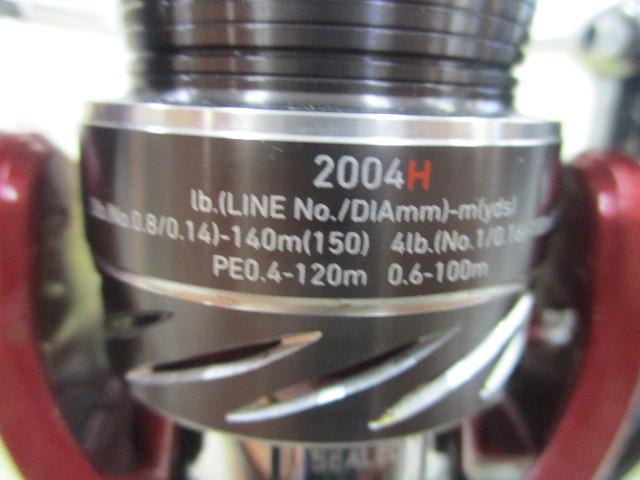 2004H
lb.(LINE No./DIAmm)-m(yds)
(No.0.8/0.14)-140m(150) 4lb.(No.1/0.16
PE0.4-120m 0.6-100m